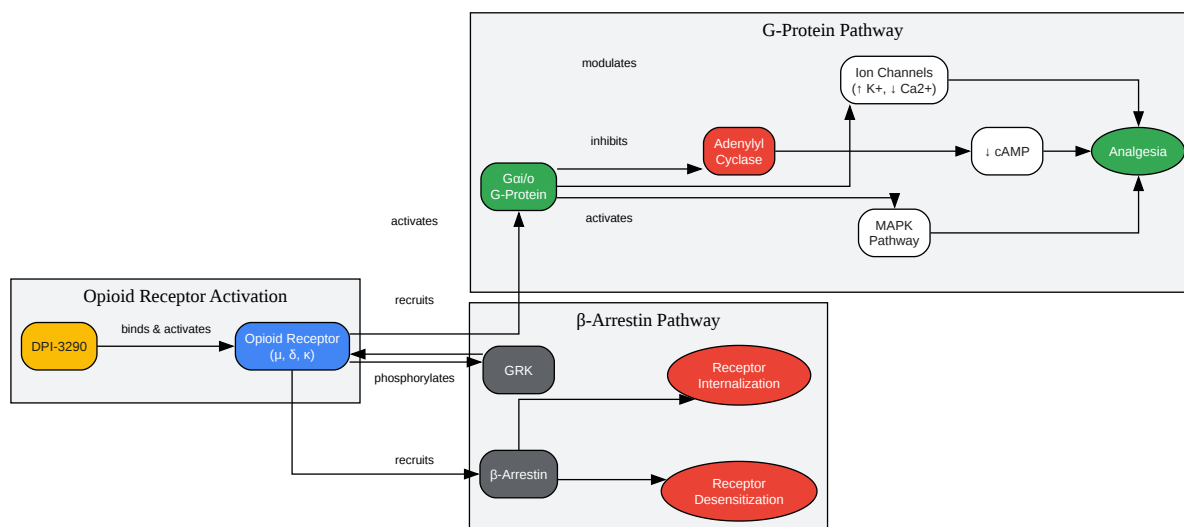 G-Protein Pathway
modulates
Ion Channels
(↑ K+, ↓ Ca2+)
inhibits
Adenylyl
Cyclase
↓ cAMP
Analgesia
Gαi/o
G-Protein
activates
activates
MAPK
Pathway
Opioid Receptor Activation
recruits
β-Arrestin Pathway
binds & activates
DPI-3290
Opioid Receptor
(μ, δ, κ)
phosphorylates
GRK
Receptor
Internalization
recruits
β-Arrestin
Receptor
Desensitization